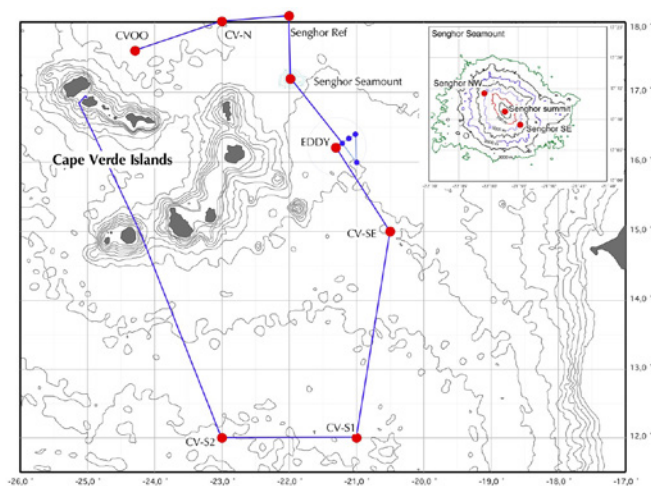 CVOO
CV-N
Senghor Ref
Senghor Seamount
EDDY
Cape Verde Islands
CV-SE
CV-S2
CV-S1
Senghor Seamount
Senghor NW
Senghor summit
Senghor SE
18,0
17,0
16,0
15,0
14,0
13,0
12,0
-26,0
-25,0
-24,0
-23,0
-22,0
-21,0
-20,0
-19,0
-18,0
-17,0